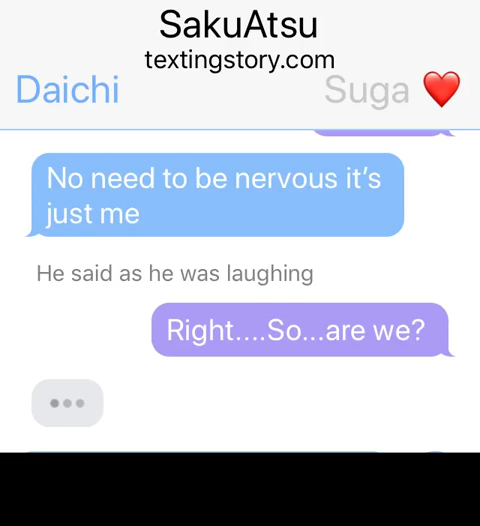 SakuAtsu
textingstory.com
Daichi Suga ❤️
No need to be nervous it’s
just me
He said as he was laughing
Right....So...are we?